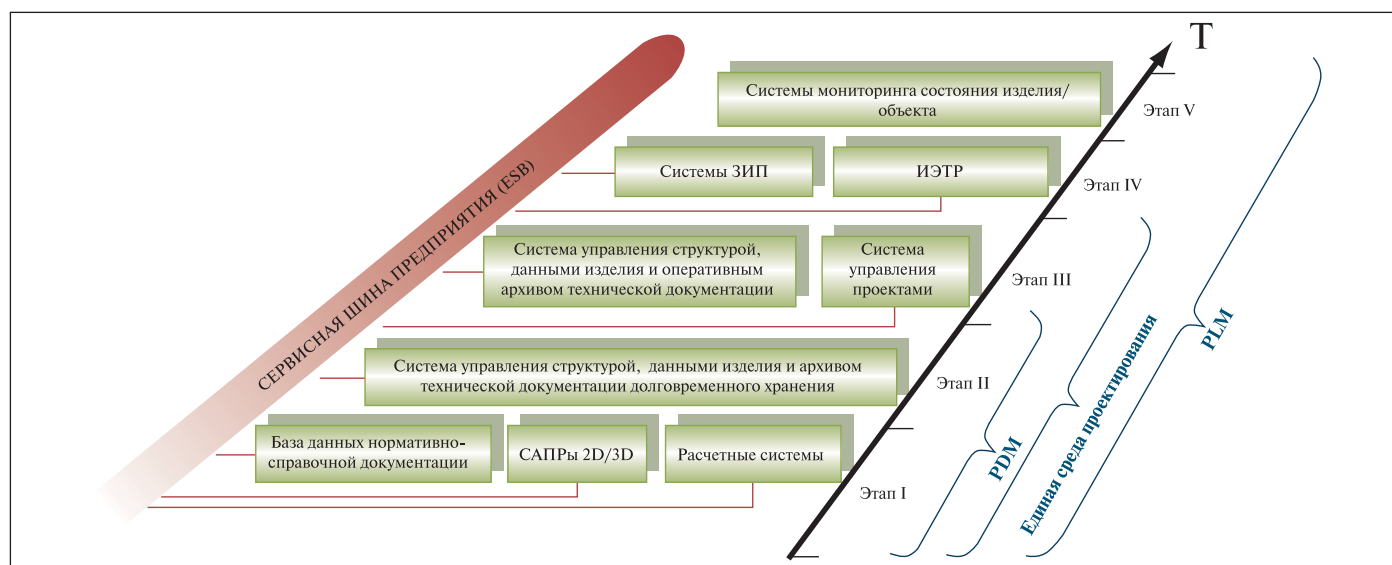 T
Системы мониторинга состояния изделия/
объекта
Этап V
Системы ЗИП
ИЭТР
Этап IV
СЕРВИСНАЯ ШИНА ПРЕДПРИЯТИЯ (ESB)
Система управления структурой,
данными изделия и оперативным
архивом технической документации
Система
управления
проектами
Этап III
Система управления структурой, данными изделия и архивом
технической документации долговременного хранения
Этап II
База данных нормативно-
справочной документации
САПРы 2D/3D
Расчетные системы
Этап I
PDM
Единая среда проектирования
PLM